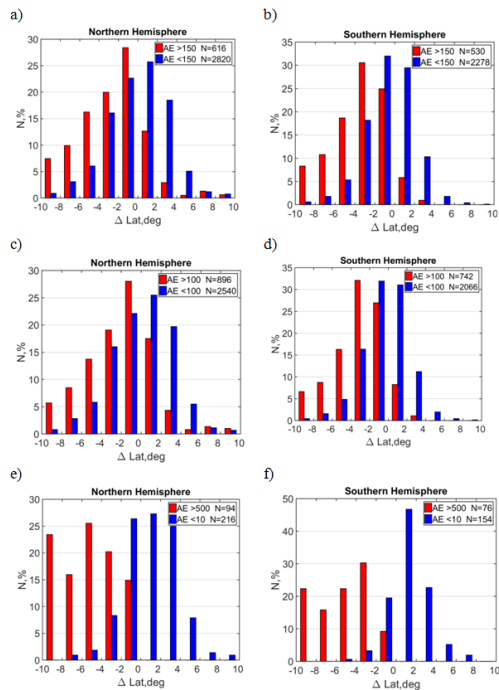 a)
Northern Hemisphere
AE >150 N=616
AE <150 N=2820
30
25
20
15
10
5
0
N,%
-10 -8 -6 -4 -2 0 2 4 6 8 10
Δ Lat,deg
b)
Southern Hemisphere
AE >150 N=530
AE <150 N=2278
35
30
25
20
15
10
5
0
N,%
-10 -8 -6 -4 -2 0 2 4 6 8 10
Δ Lat,deg
c)
Northern Hemisphere
AE >100 N=896
AE <100 N=2540
30
25
20
15
10
5
0
N,%
-10 -8 -6 -4 -2 0 2 4 6 8 10
Δ Lat,deg
d)
Southern Hemisphere
AE >100 N=742
AE <100 N=2066
35
30
25
20
15
10
5
0
N,%
-10 -8 -6 -4 -2 0 2 4 6 8 10
Δ Lat,deg
e)
Northern Hemisphere
AE >500 N=94
AE <10 N=216
30
25
20
15
10
5
0
N,%
-10 -8 -6 -4 -2 0 2 4 6 8 10
Δ Lat,deg
f)
Southern Hemisphere
AE >500 N=76
AE <10 N=154
50
40
30
20
10
0
N,%
-10 -8 -6 -4 -2 0 2 4 6 8 10
Δ Lat,deg